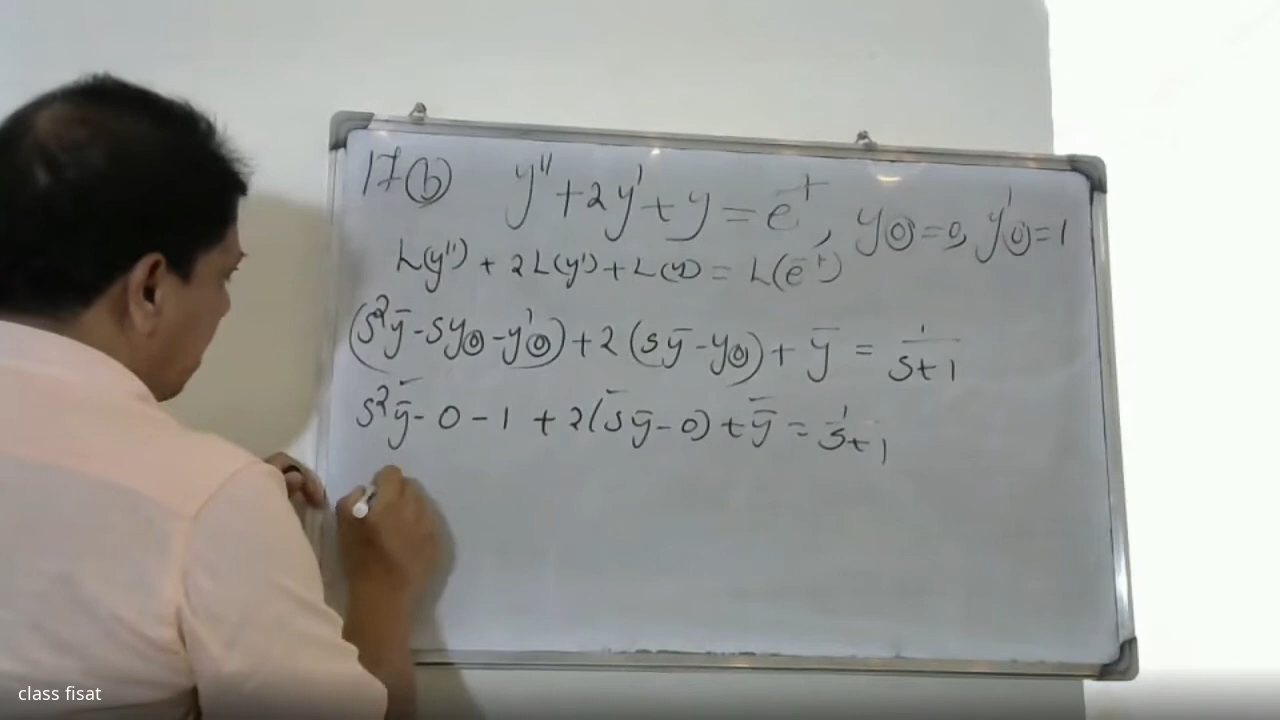 17(b) y'' + 2y' + y = e^-t, y(0) = 0, y'(0) = 1
L(y'') + 2L(y') + L(y) = L(e^-t)
(s²ȳ - sy(0) - y'(0)) + 2(sȳ - y(0)) + ȳ = 1/(s+1)
s²ȳ - 0 - 1 + 2(sȳ - 0) + ȳ = 1/(s+1)
class fisat